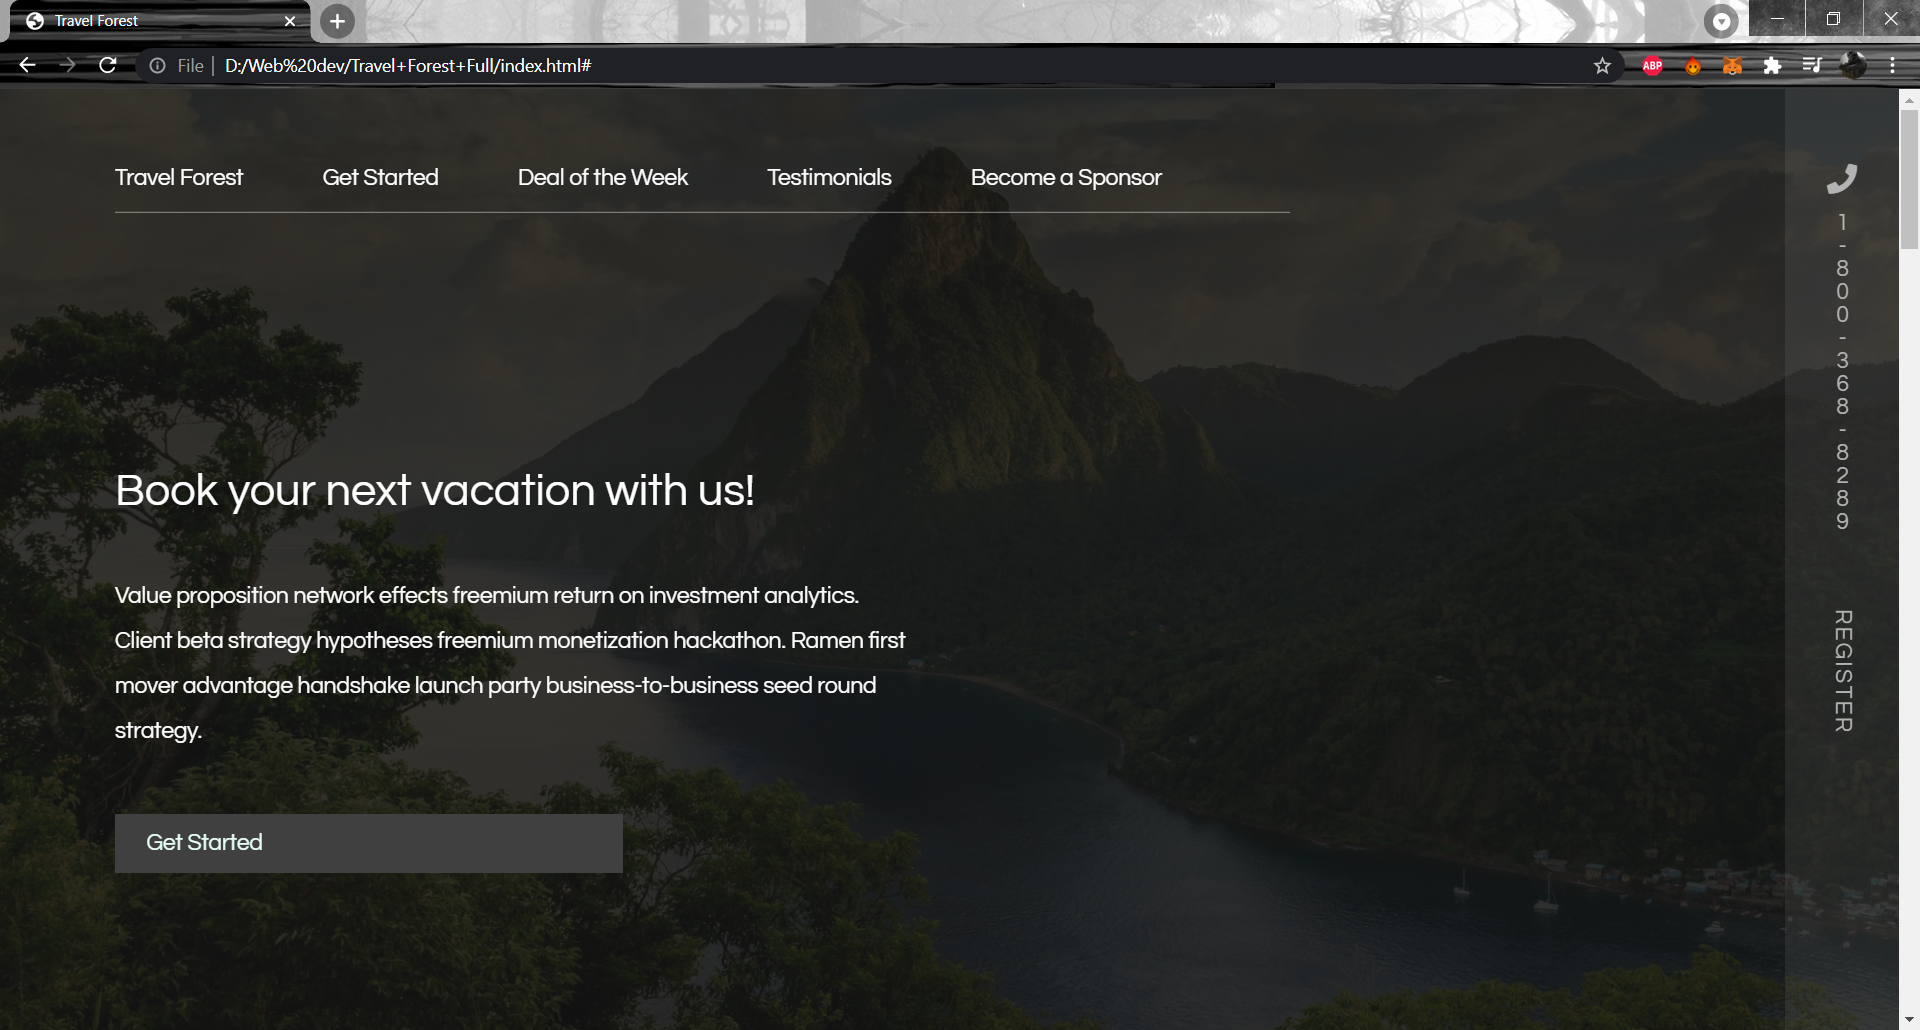 Travel Forest
File | D:/Web%20dev/Travel+Forest+Full/index.html#
ABP
Travel Forest Get Started Deal of the Week Testimonials Become a Sponsor
1-800-368-8289
REGISTER
Book your next vacation with us!
Value proposition network effects freemium return on investment analytics.
Client beta strategy hypotheses freemium monetization hackathon. Ramen first
mover advantage handshake launch party business-to-business seed round
strategy.
Get Started